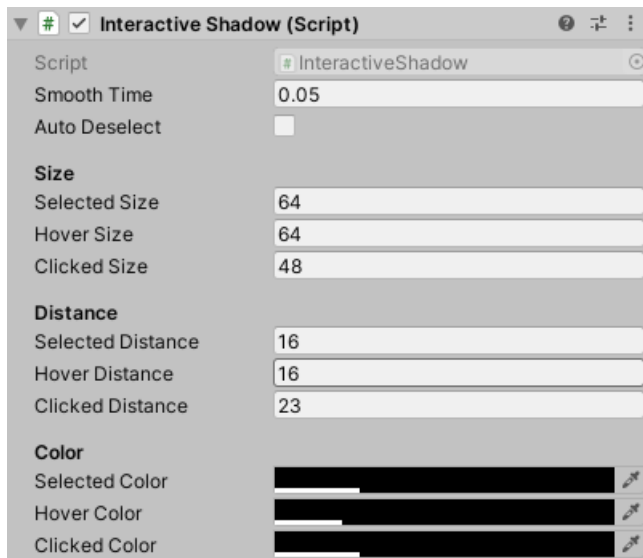 Interactive Shadow (Script)
Script # InteractiveShadow
Smooth Time 0.05
Auto Deselect
Size
Selected Size 64
Hover Size 64
Clicked Size 48
Distance
Selected Distance 16
Hover Distance 16
Clicked Distance 23
Color
Selected Color
Hover Color
Clicked Color